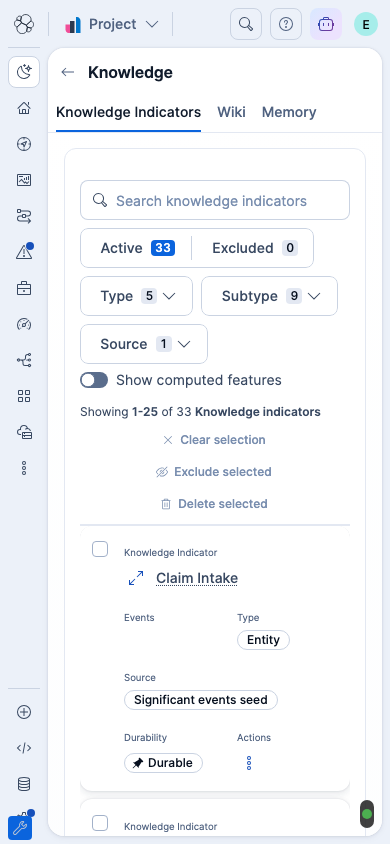 Project
E
Knowledge
Knowledge Indicators Wiki Memory
Search knowledge indicators
Active 33 Excluded 0
Type 5 Subtype 9
Source 1
Show computed features
Showing 1-25 of 33 Knowledge indicators
Clear selection
Exclude selected
Delete selected
Knowledge Indicator
Claim Intake
Events Type
Entity
Source
Significant events seed
Durability Actions
Durable
Knowledge Indicator